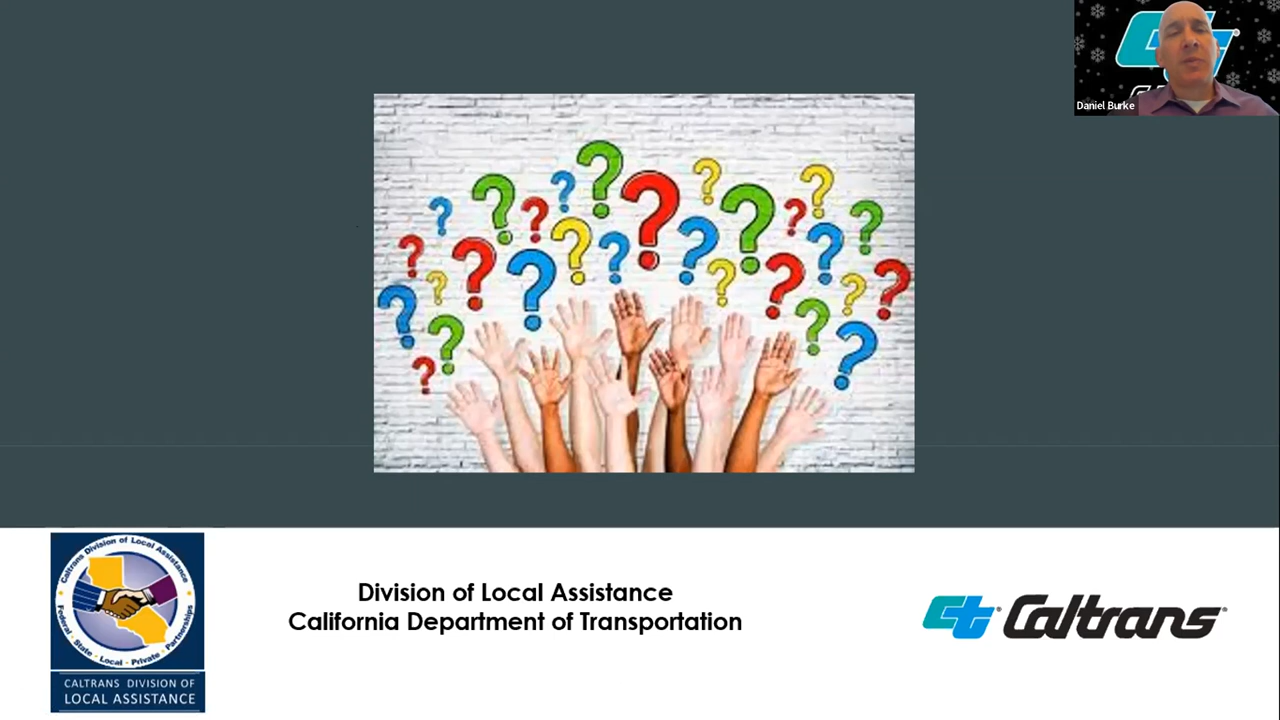 Daniel Burke
Caltrans Division of Local Assistance
Federal - State - Local - Private - Partnerships
CALTRANS DIVISION OF
LOCAL ASSISTANCE
Division of Local Assistance
California Department of Transportation
Caltrans